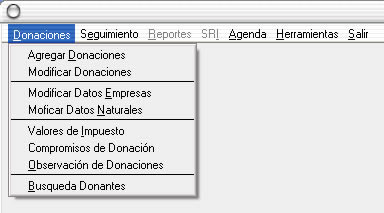 Donaciones Seguimiento Reportes SRI Agenda Herramientas Salir
Agregar Donaciones
Modificar Donaciones
Modificar Datos Empresas
Moficar Datos Naturales
Valores de Impuesto
Compromisos de Donación
Observación de Donaciones
Busqueda Donantes